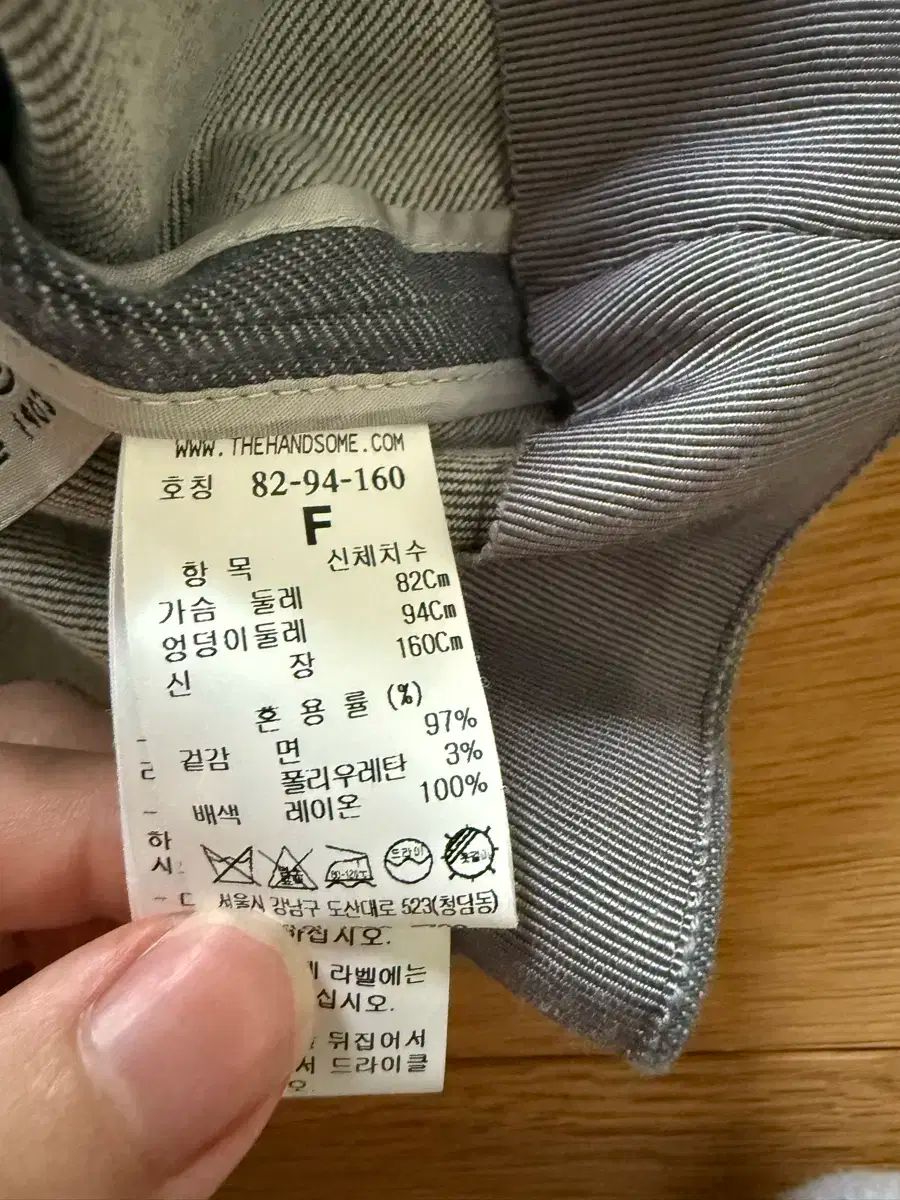 WWW.THEHANDSOME.COM
호칭 82-94-160
F
항 목 신체치수
가슴 둘레 82Cm
엉덩이둘레 94Cm
신 장 160Cm
혼 용 률 (%)
겉감 면 97%
폴리우레탄 3%
배색 레이온 100%
하
시
드라이
서울시 강남구 도산대로 523(청담동)
하십시오.
라벨에는
십시오.
뒤집어서
서 드라이클